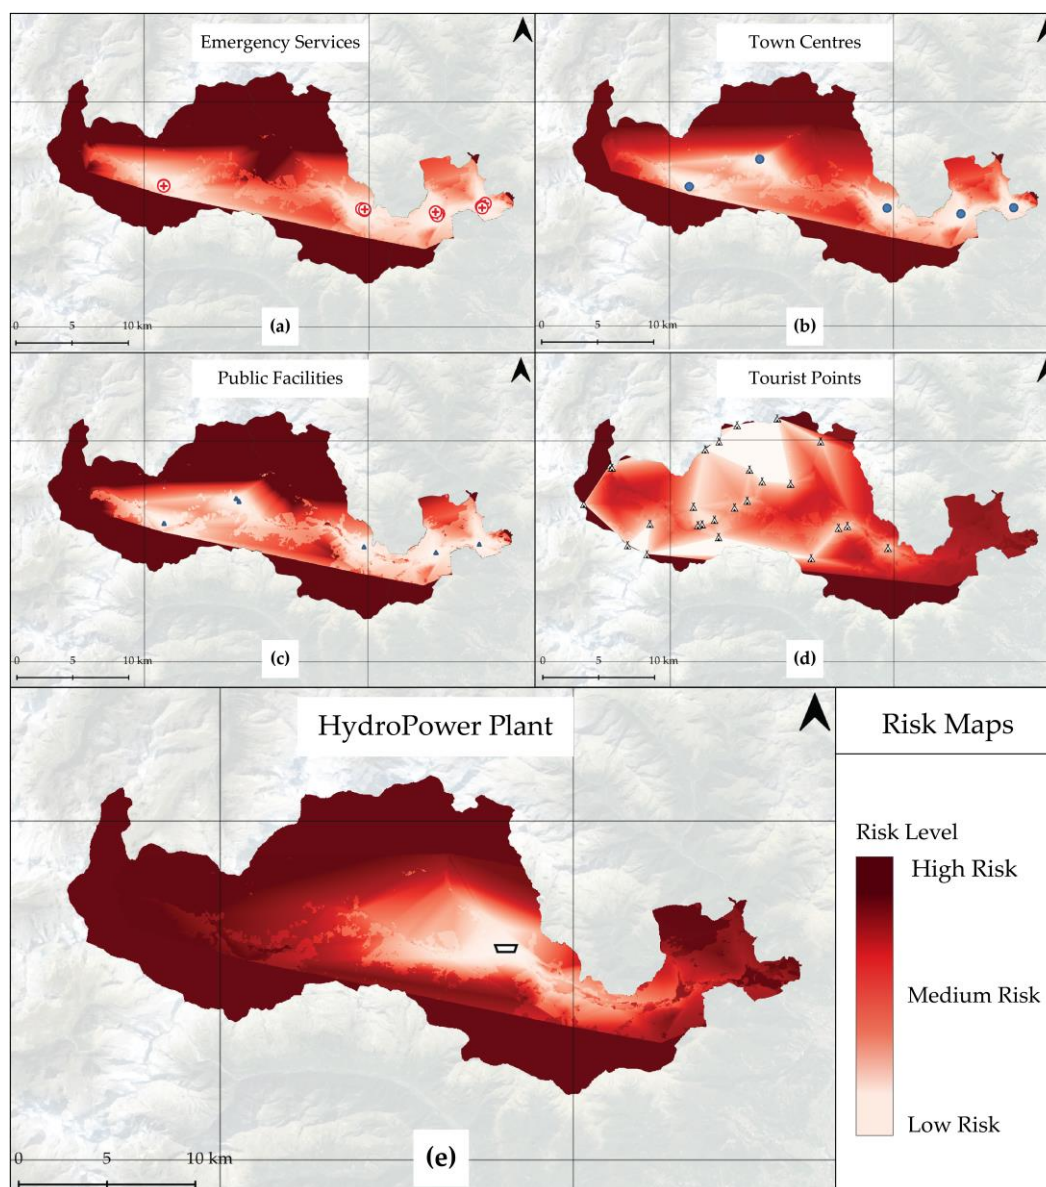 Emergency Services
0 5 10 km
(a)
Town Centres
0 5 10 km
(b)
Public Facilities
0 5 10 km
(c)
Tourist Points
0 5 10 km
(d)
HydroPower Plant
0 5 10 km
(e)
Risk Maps
Risk Level
High Risk
Medium Risk
Low Risk